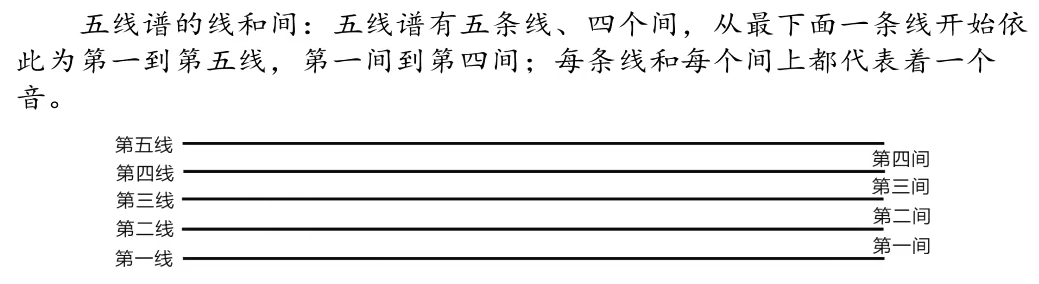 五线谱的线和间：五线谱有五条线、四个间，从最下面一条线开始依
此为第一到第五线，第一间到第四间；每条线和每个间上都代表着一个
音。
第五线
第四间
第四线
第三间
第三线
第二间
第二线
第一间
第一线